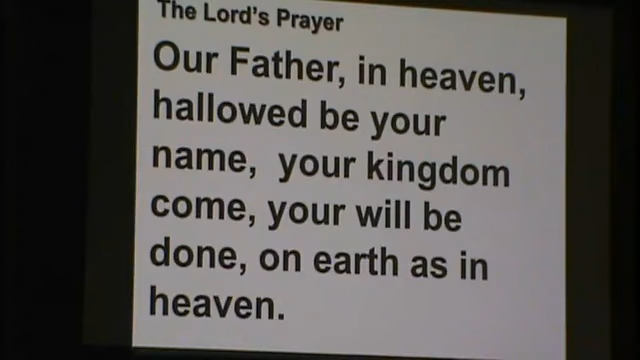 The Lord's Prayer
Our Father, in heaven,
hallowed be your
name,  your kingdom
come, your will be
done, on earth as in
heaven.